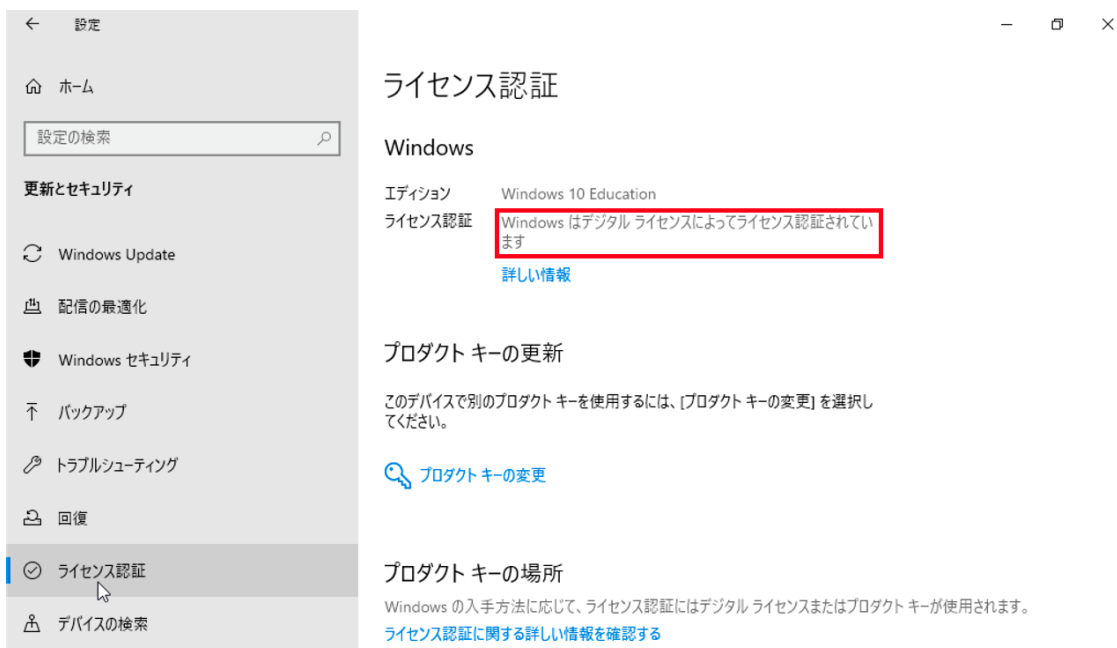 設定
ホーム
設定の検索
更新とセキュリティ
Windows Update
配信の最適化
Windows セキュリティ
バックアップ
トラブルシューティング
回復
ライセンス認証
デバイスの検索
ライセンス認証
Windows
エディション Windows 10 Education
ライセンス認証 Windows はデジタル ライセンスによってライセンス認証されてい
ます
詳しい情報
プロダクト キーの更新
このデバイスで別のプロダクト キーを使用するには、[プロダクト キーの変更] を選択し
てください。
プロダクト キーの変更
プロダクト キーの場所
Windows の入手方法に応じて、ライセンス認証にはデジタル ライセンスまたはプロダクト キーが使用されます。
ライセンス認証に関する詳しい情報を確認する